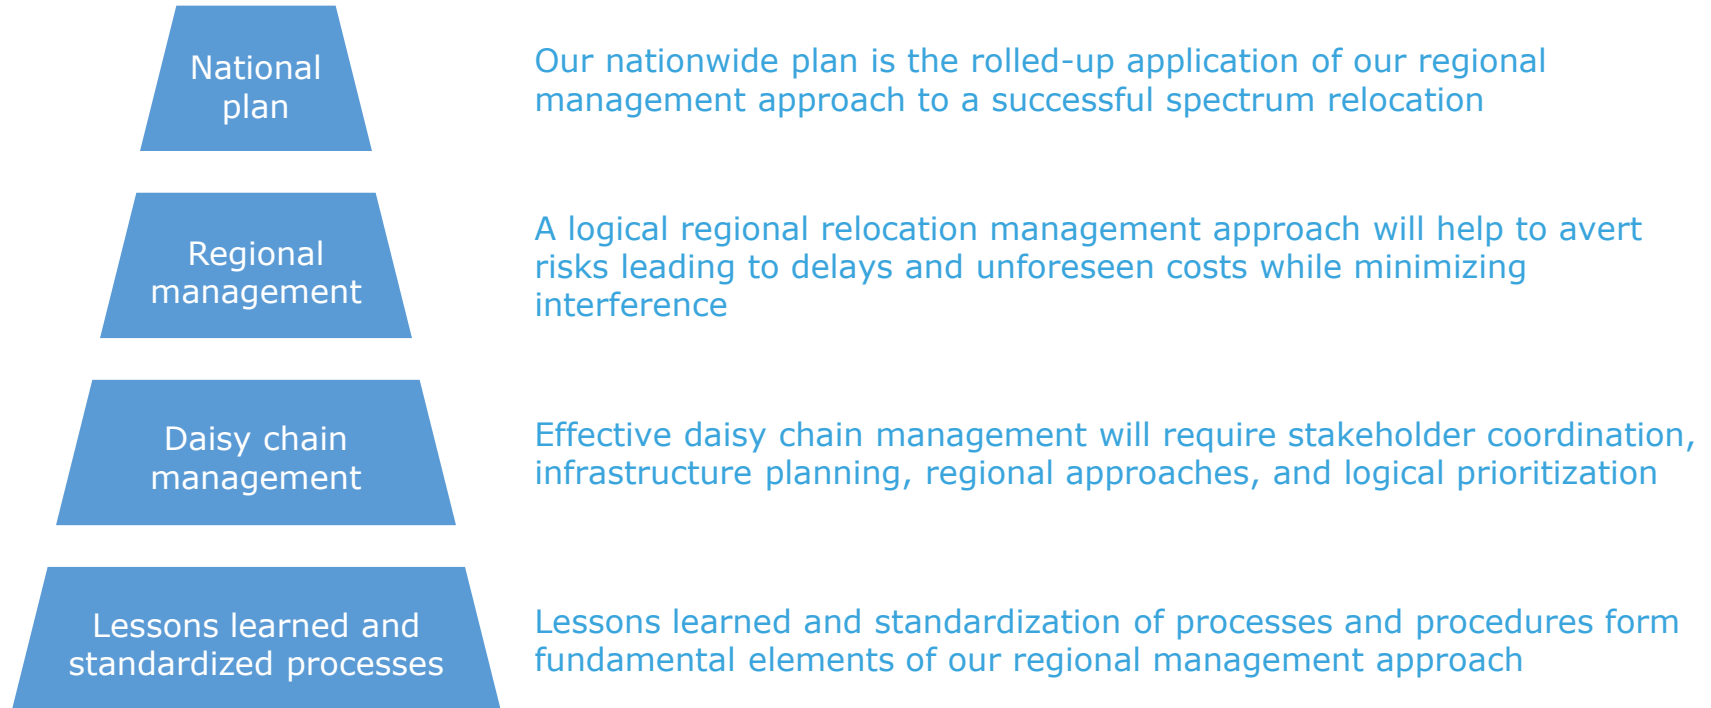 National
plan
Our nationwide plan is the rolled-up application of our regional
management approach to a successful spectrum relocation
Regional
management
A logical regional relocation management approach will help to avert
risks leading to delays and unforeseen costs while minimizing
interference
Daisy chain
management
Effective daisy chain management will require stakeholder coordination,
infrastructure planning, regional approaches, and logical prioritization
Lessons learned and
standardized processes
Lessons learned and standardization of processes and procedures form
fundamental elements of our regional management approach